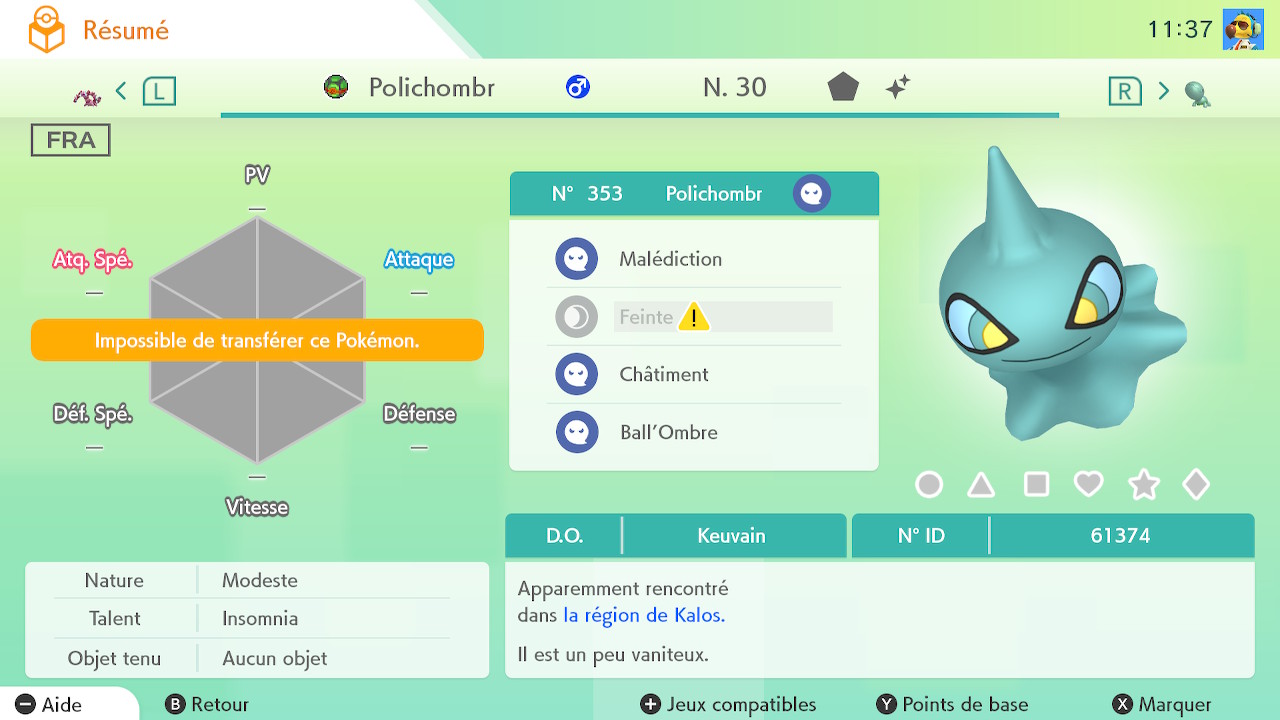 Résumé
11:37
L
Polichombr
N. 30
R
FRA
PV
—
Atq. Spé.
—
Attaque
—
Impossible de transférer ce Pokémon.
Déf. Spé.
—
Défense
—
—
Vitesse
N° 353 Polichombr
Malédiction
Feinte
Châtiment
Ball'Ombre
D.O. Keuvain
N° ID 61374
Nature Modeste
Talent Insomnia
Objet tenu Aucun objet
Apparemment rencontré
dans la région de Kalos.
Il est un peu vaniteux.
Aide
B Retour
Jeux compatibles
Y Points de base
X Marquer